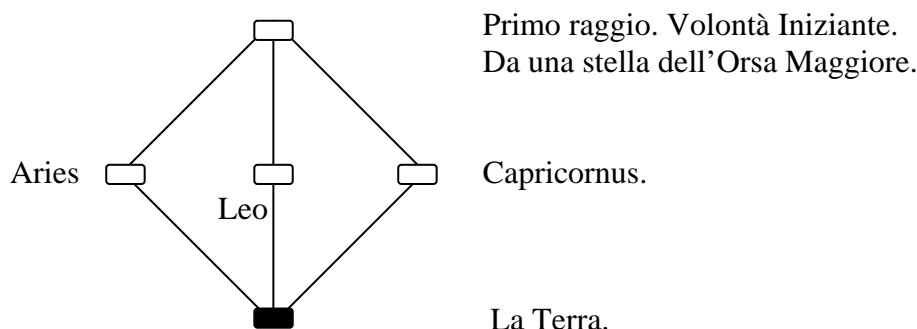 Primo raggio. Volontà Iniziante.
Da una stella dell’Orsa Maggiore.
Aries
Capricornus.
Leo
La Terra.